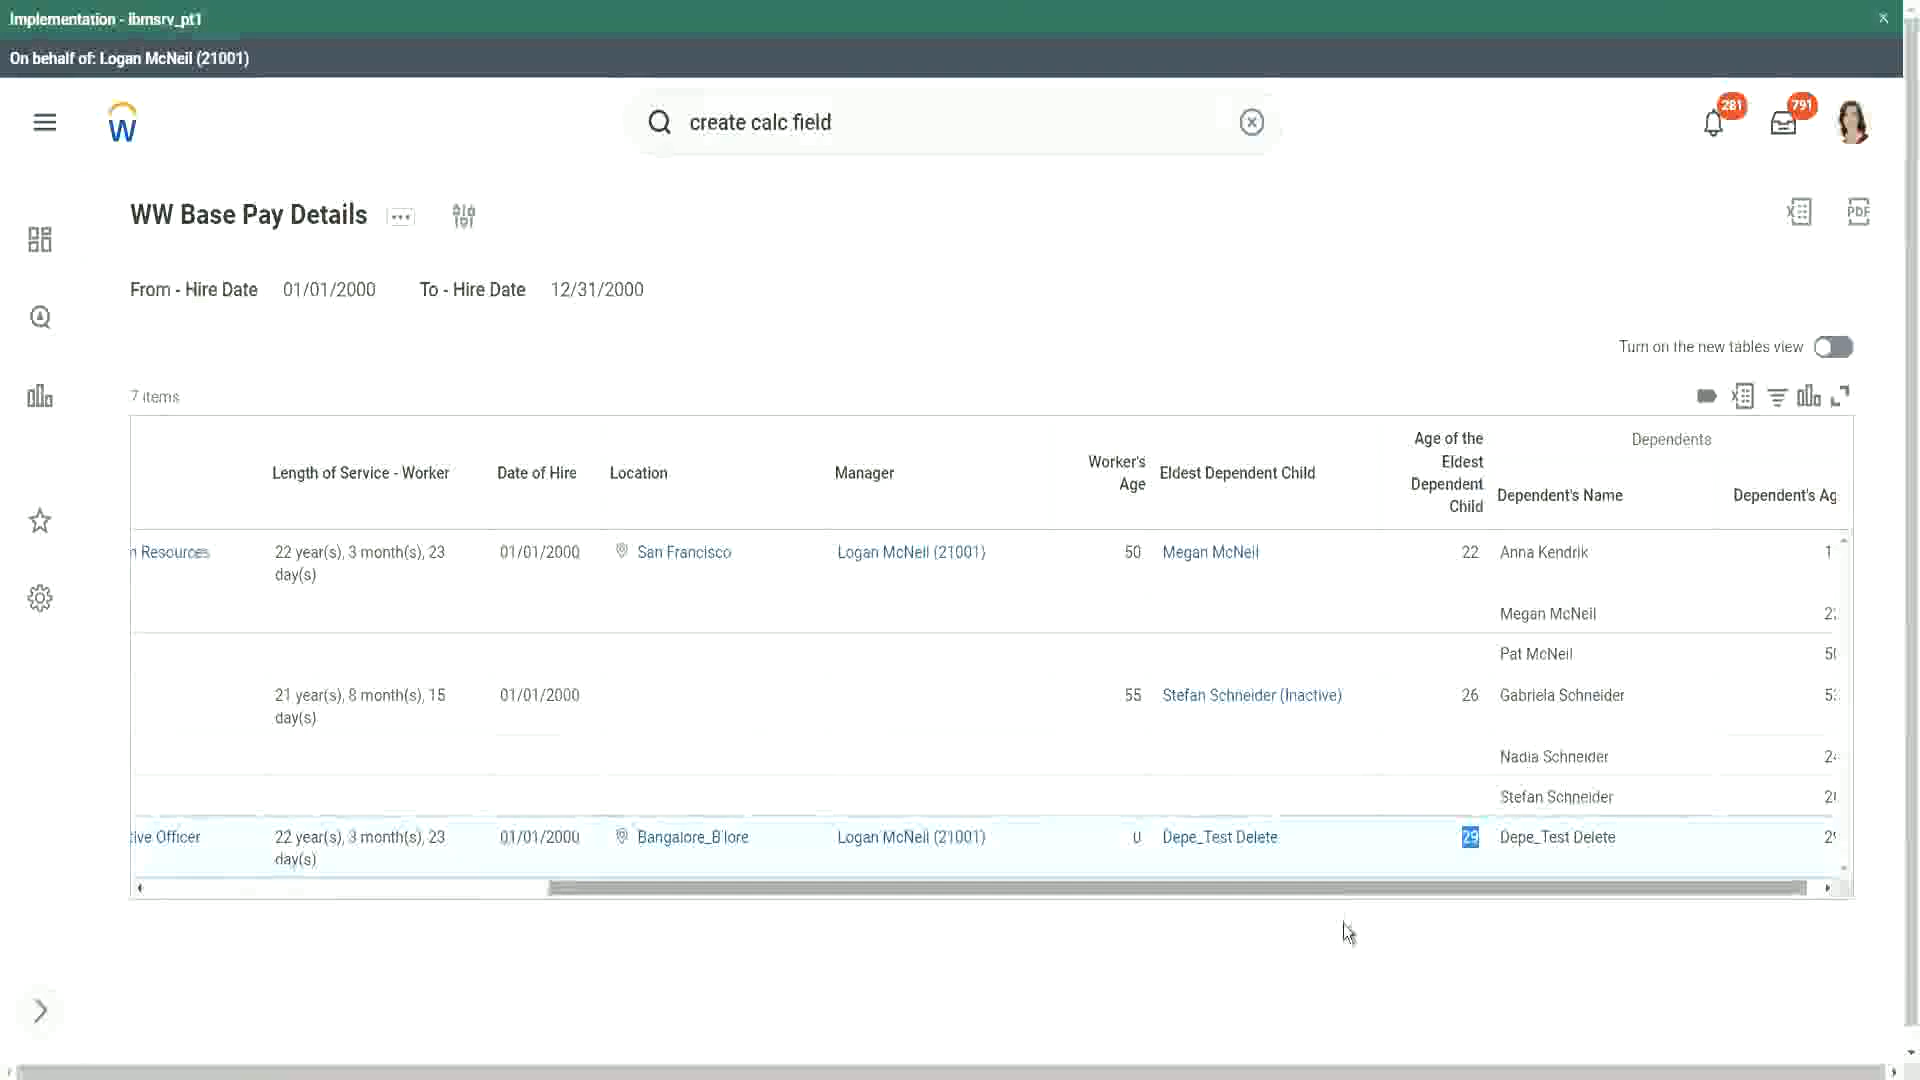 Implementation - ibmsrv_pt1
On behalf of: Logan McNeil (21001)
W
create calc field
281
791
WW Base Pay Details
PDF
From - Hire Date 01/01/2000 To - Hire Date 12/31/2000
Turn on the new tables view
7 items
Length of Service - Worker
Date of Hire
Location
Manager
Worker's
Age
Eldest Dependent Child
Age of the
Eldest
Dependent
Child
Dependents
Dependent's Name
Dependent's Ag
n Resources
22 year(s), 3 month(s), 23
day(s)
01/01/2000
San Francisco
Logan McNeil (21001)
50
Megan McNeil
22
Anna Kendrik
1
Megan McNeil
Pat McNeil
21 year(s), 8 month(s), 15
day(s)
01/01/2000
55
Stefan Schneider (Inactive)
26
Gabriela Schneider
Nadia Schneider
Stefan Schneider
tive Officer
22 year(s), 3 month(s), 23
day(s)
01/01/2000
Bangalore_B'lore
Logan McNeil (21001)
0
Depe_Test Delete
29
Depe_Test Delete